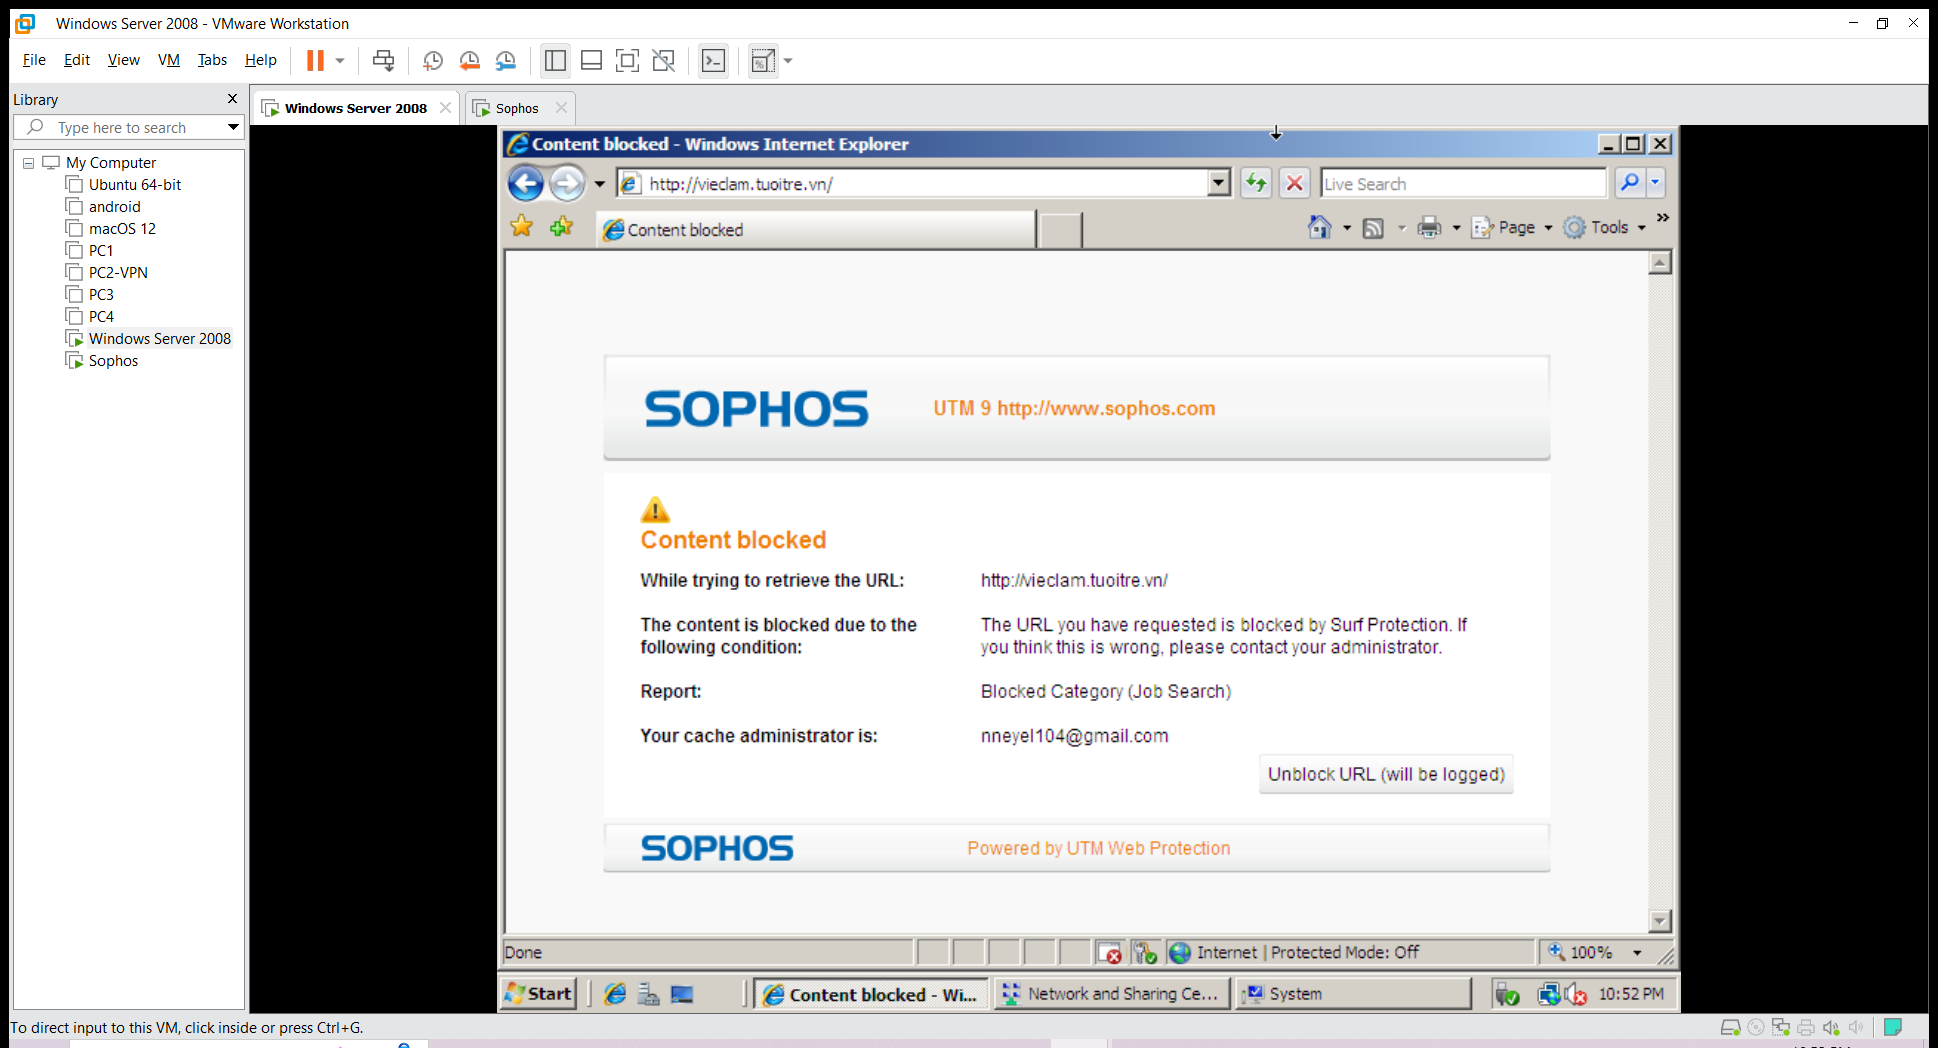 Windows Server 2008 - VMware Workstation
File Edit View VM Tabs Help
Library
Type here to search
My Computer
Ubuntu 64-bit
android
macOS 12
PC1
PC2-VPN
PC3
PC4
Windows Server 2008
Sophos
Windows Server 2008
Sophos
Content blocked - Windows Internet Explorer
http://vieclam.tuoitre.vn/
Live Search
Content blocked
Page
Tools
SOPHOS
UTM 9 http://www.sophos.com
Content blocked
While trying to retrieve the URL:
http://vieclam.tuoitre.vn/
The content is blocked due to the
following condition:
The URL you have requested is blocked by Surf Protection. If
you think this is wrong, please contact your administrator.
Report:
Blocked Category (Job Search)
Your cache administrator is:
nneyel104@gmail.com
Unblock URL (will be logged)
SOPHOS
Powered by UTM Web Protection
Done
Internet | Protected Mode: Off
100%
Start
Content blocked - Wi...
Network and Sharing Ce...
System
10:52 PM
To direct input to this VM, click inside or press Ctrl+G.